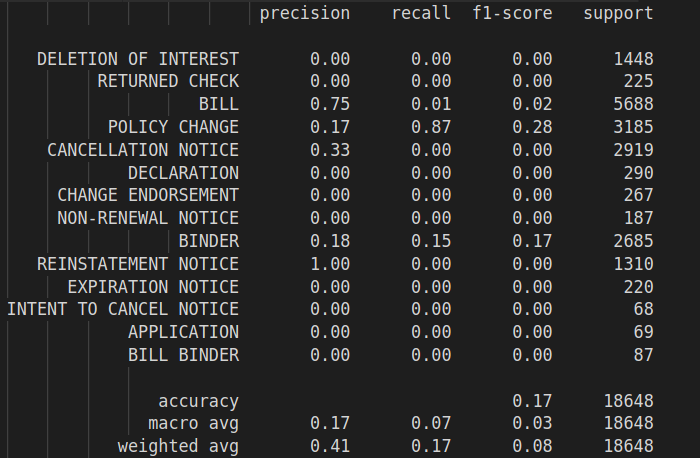 precision recall f1-score support
DELETION OF INTEREST 0.00 0.00 0.00 1448
RETURNED CHECK 0.00 0.00 0.00 225
BILL 0.75 0.01 0.02 5688
POLICY CHANGE 0.17 0.87 0.28 3185
CANCELLATION NOTICE 0.33 0.00 0.00 2919
DECLARATION 0.00 0.00 0.00 290
CHANGE ENDORSEMENT 0.00 0.00 0.00 267
NON-RENEWAL NOTICE 0.00 0.00 0.00 187
BINDER 0.18 0.15 0.17 2685
REINSTATEMENT NOTICE 1.00 0.00 0.00 1310
EXPIRATION NOTICE 0.00 0.00 0.00 220
INTENT TO CANCEL NOTICE 0.00 0.00 0.00 68
APPLICATION 0.00 0.00 0.00 69
BILL BINDER 0.00 0.00 0.00 87
accuracy 0.17 18648
macro avg 0.17 0.07 0.03 18648
weighted avg 0.41 0.17 0.08 18648